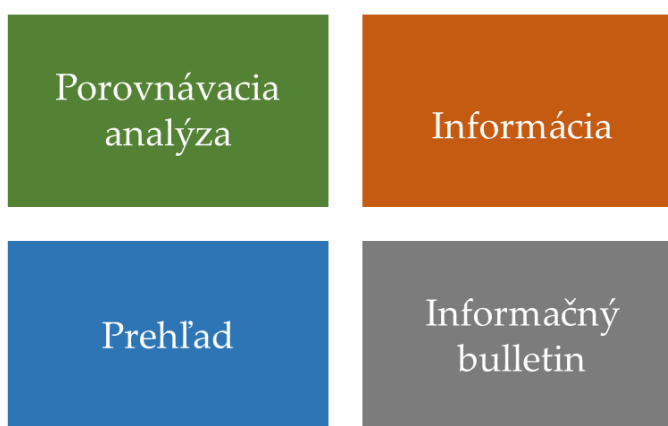 Porovnávacia
analýza
Informácia
Prehľad
Informačný
bulletin